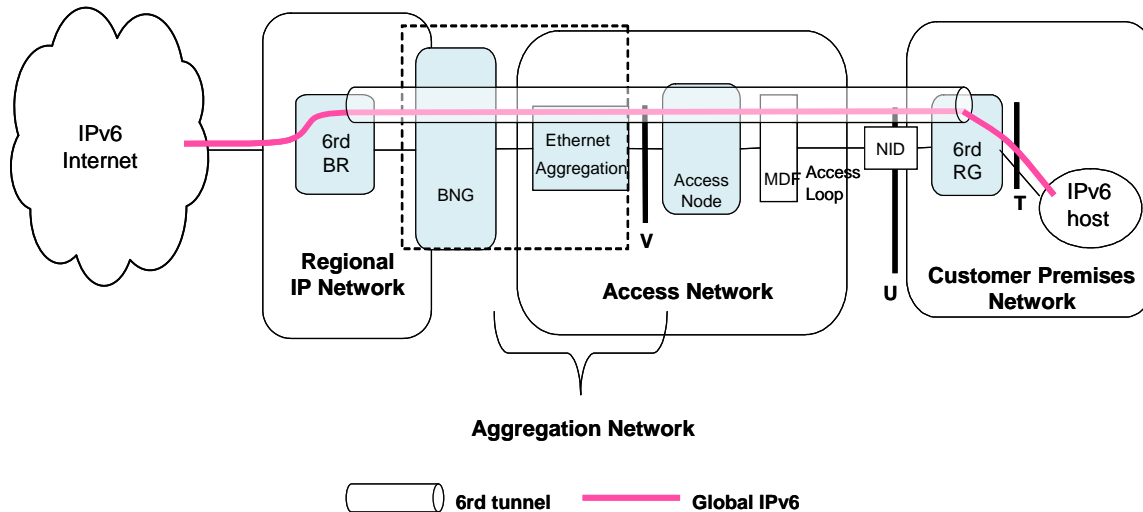 IPv6
Internet
6rd
BR
BNG
Ethernet
Aggregation
V
Access
Node
MDF
Access
Loop
NID
U
6rd
RG
T
IPv6
host
Regional
IP Network
Access Network
Customer Premises
Network
Aggregation Network
6rd tunnel
Global IPv6